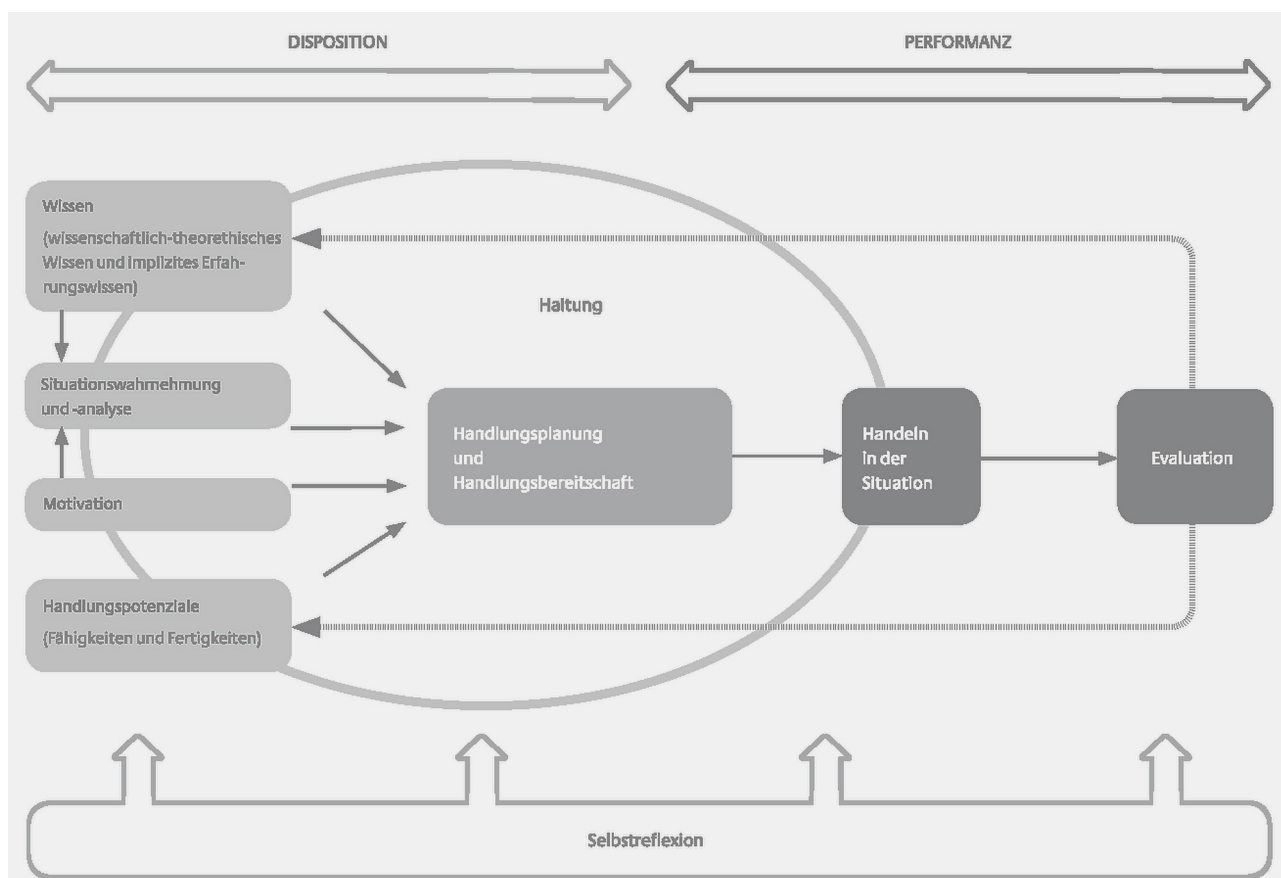 DISPOSITION
PERFORMANZ
Wissen
(wissenschaftlich-theorethisches
Wissen und implizites Erfah-
rungswissen)
Haltung
Situationswahrnehmung
und -analyse
Handlungsplanung
und
Handlungsbereitschaft
Handeln
in der
Situation
Evaluation
Motivation
Handlungspotenziale
(Fähigkeiten und Fertigkeiten)
Selbstreflexion